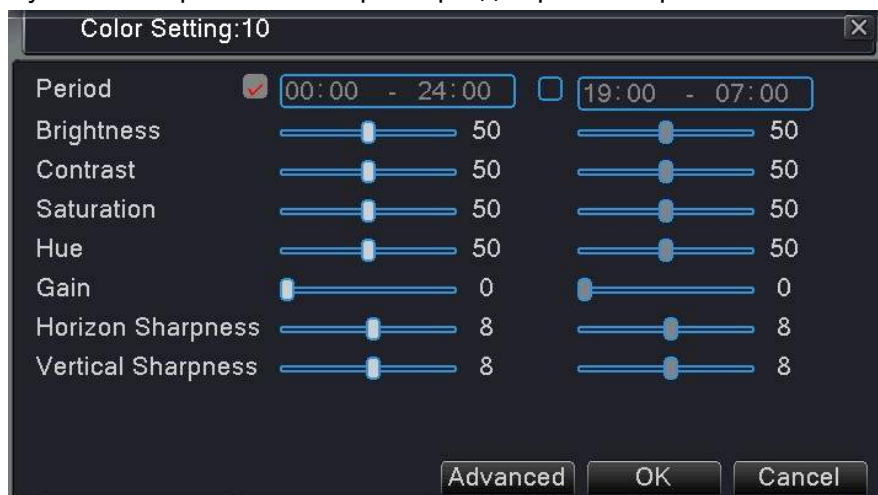 Color Setting:10
Period 00:00 - 24:00 19:00 - 07:00
Brightness 50 50
Contrast 50 50
Saturation 50 50
Hue 50 50
Gain 0 0
Horizon Sharpness 8 8
Vertical Sharpness 8 8
Advanced OK Cancel